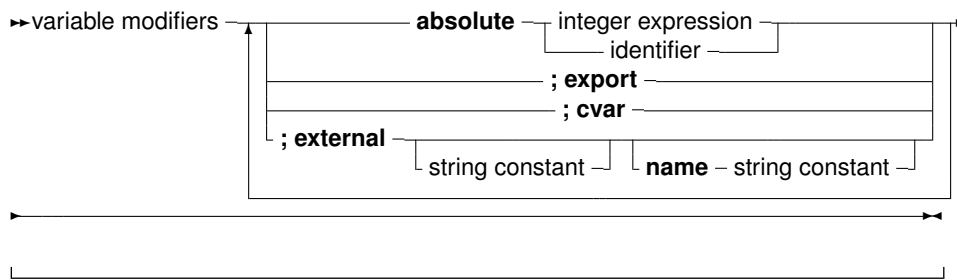 variable modifiers absolute integer expression
identifier
; export
; cvar
; external
string constant name string constant